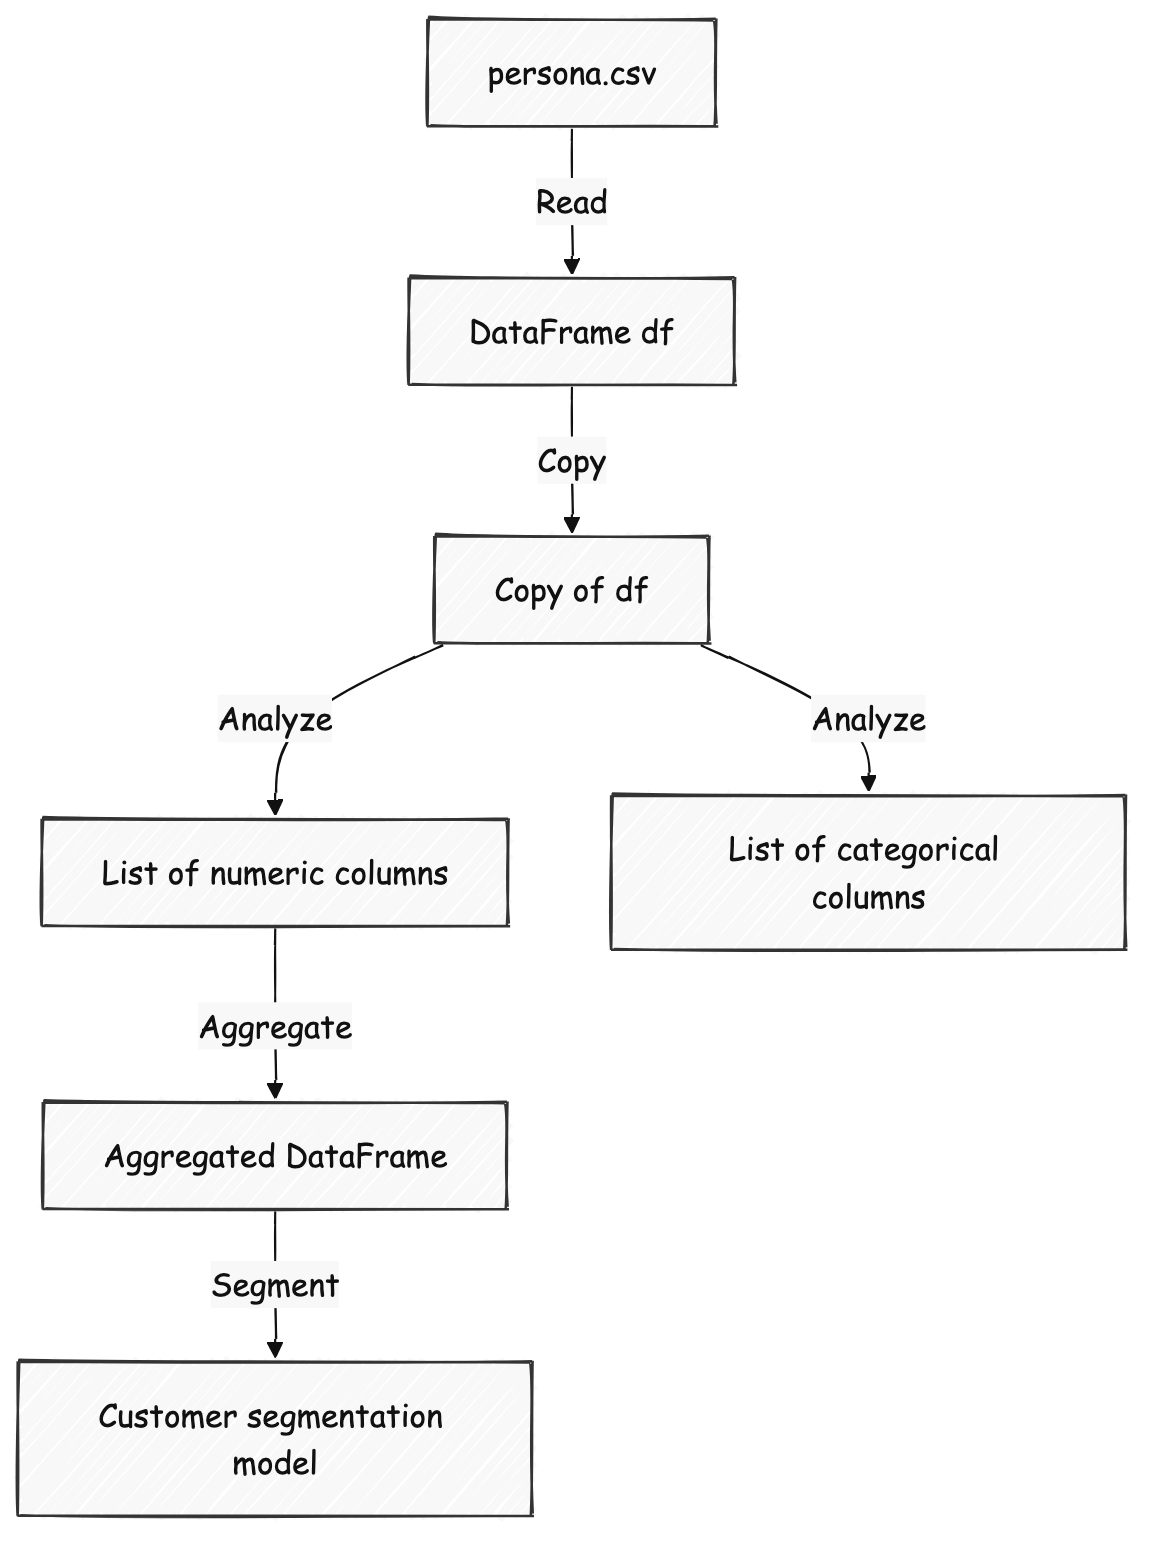 persona.csv
Read
DataFrame df
Copy
Copy of df
Analyze
Analyze
List of numeric columns
List of categorical
columns
Aggregate
Aggregated DataFrame
Segment
Customer segmentation
model